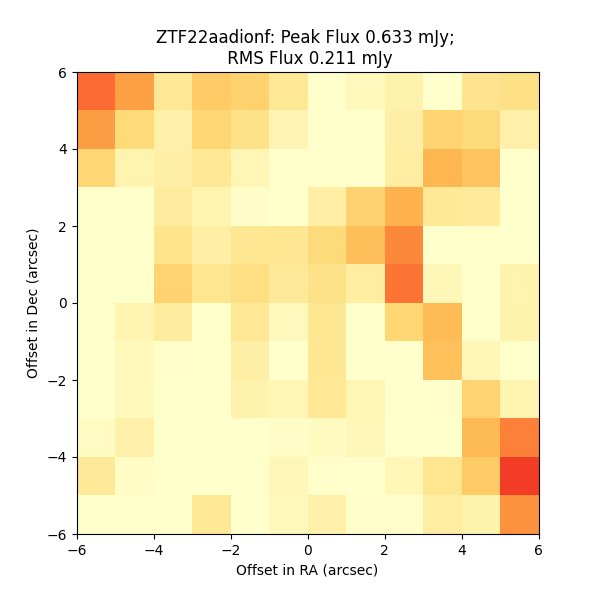 ZTF22aadionf: Peak Flux 0.633 mJy;
RMS Flux 0.211 mJy
6
4
2
0
−2
−4
−6
Offset in Dec (arcsec)
−6 −4 −2 0 2 4 6
Offset in RA (arcsec)